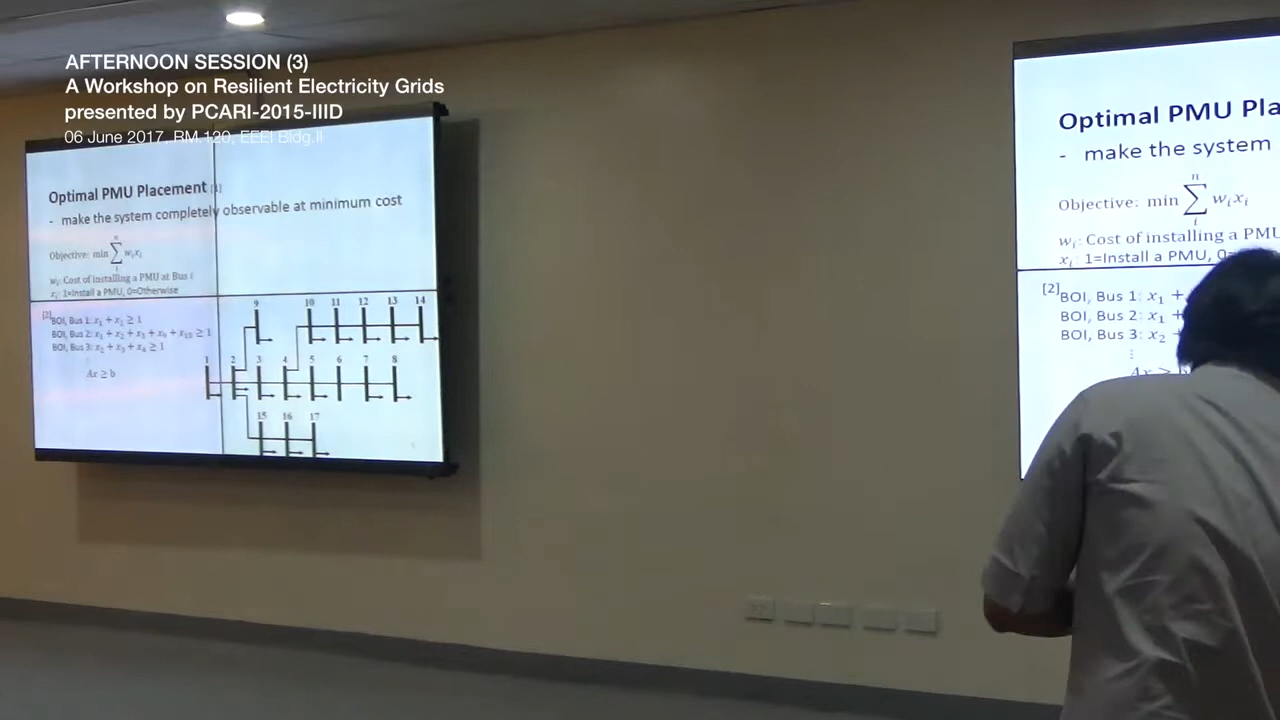 AFTERNOON SESSION (3)
A Workshop on Resilient Electricity Grids
presented by PCARI-2015-IIID
06 June 2017, RM.120, EEEI Bldg.II
Optimal PMU Placement [1]
- make the system completely observable at minimum cost
Objective: min ∑ wᵢxᵢ
n
i
wᵢ: Cost of installing a PMU at Bus i
xᵢ: 1=Install a PMU, 0=Otherwise
[2]
BOI, Bus 1: x₁ + x₂ ≥ 1
BOI, Bus 2: x₁ + x₂ + x₃ + x₉ + x₁₅ ≥ 1
BOI, Bus 3: x₂ + x₃ + x₄ ≥ 1
⋮
Ax ≥ b
9 10 11 12 13 14
1 2 3 4 5 6 7 8
15 16 17
Optimal PMU Pla
- make the system
Objective: min ∑ wᵢxᵢ
n
i
wᵢ: Cost of installing a PMU
xᵢ: 1=Install a PMU, 0=
[2]
BOI, Bus 1: x₁ +
BOI, Bus 2: x₁ +
BOI, Bus 3: x₂ +
⋮
Ax ≥